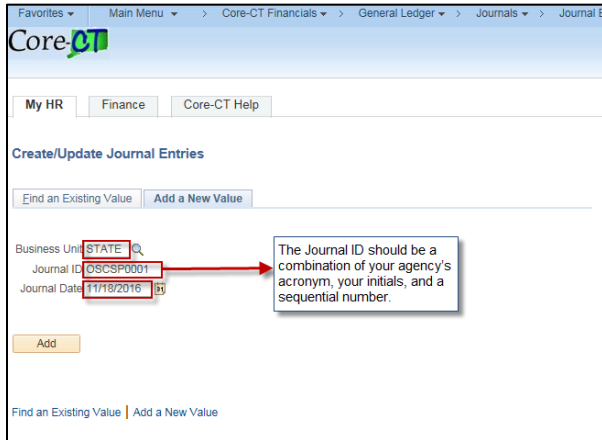 Favorites Main Menu > Core-CT Financials > General Ledger > Journals > Journal E
Core-CT
My HR Finance Core-CT Help
Create/Update Journal Entries
Find an Existing Value Add a New Value
Business Unit STATE
Journal ID OSCSP0001
Journal Date 11/18/2016 31
The Journal ID should be a
combination of your agency's
acronym, your initials, and a
sequential number.
Add
Find an Existing Value | Add a New Value